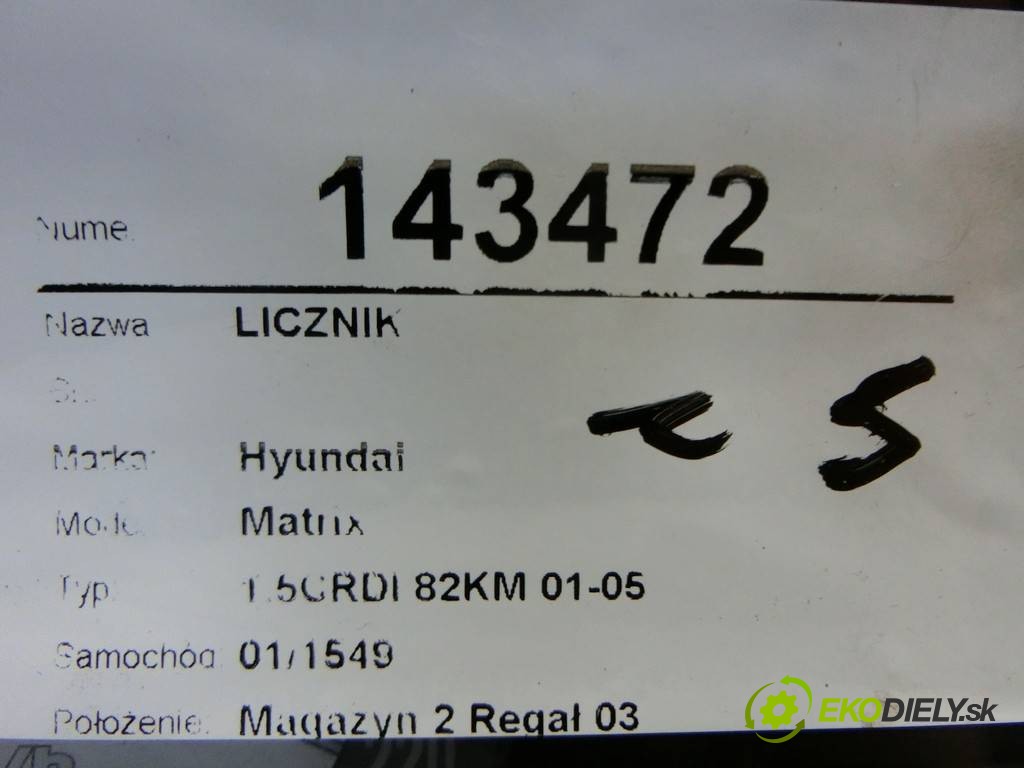 Nume 143472
Nazwa LICZNIK
Marka: Hyundai
Model Matrix
Typ 1.5CRDI 82KM 01-05
Samochód 01/1549
Położenie: Magazyn 2 Regał 03
EKODIELY.sk